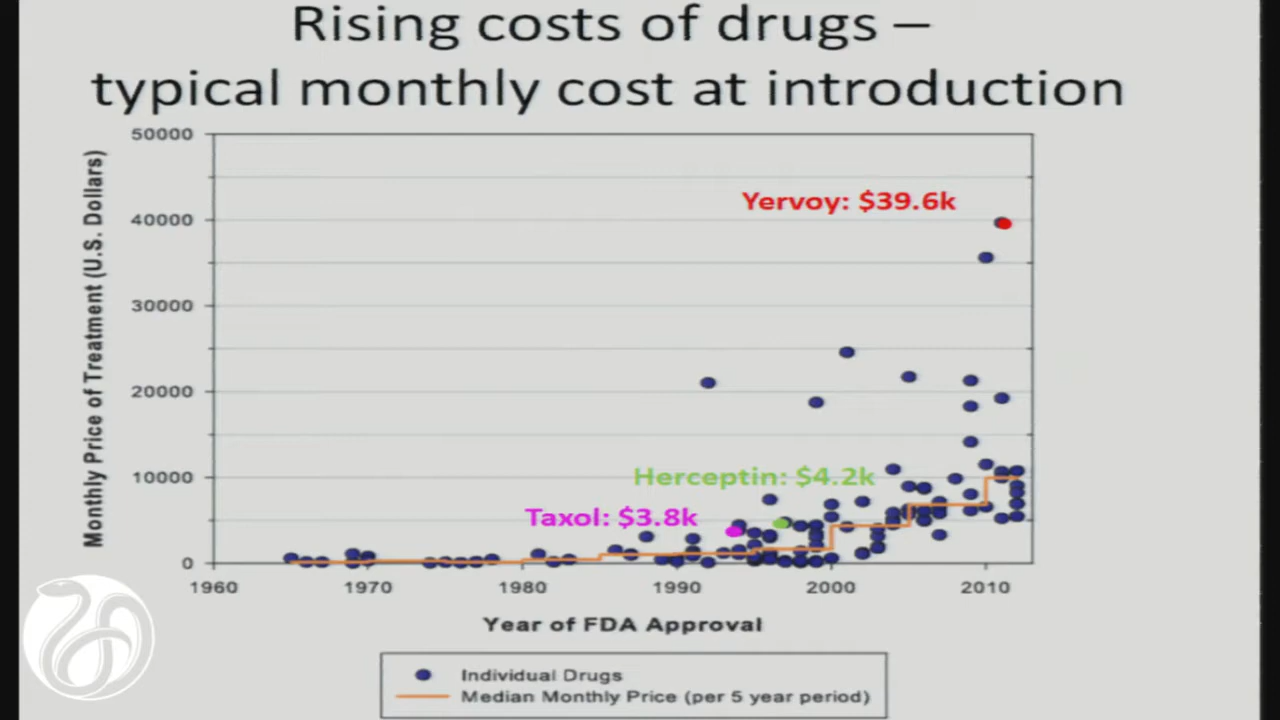 Rising costs of drugs –
typical monthly cost at introduction
Monthly Price of Treatment (U.S. Dollars)
50000
40000
30000
20000
10000
0
Yervoy: $39.6k
Herceptin: $4.2k
Taxol: $3.8k
1960
1970
1980
1990
2000
2010
Year of FDA Approval
Individual Drugs
Median Monthly Price (per 5 year period)